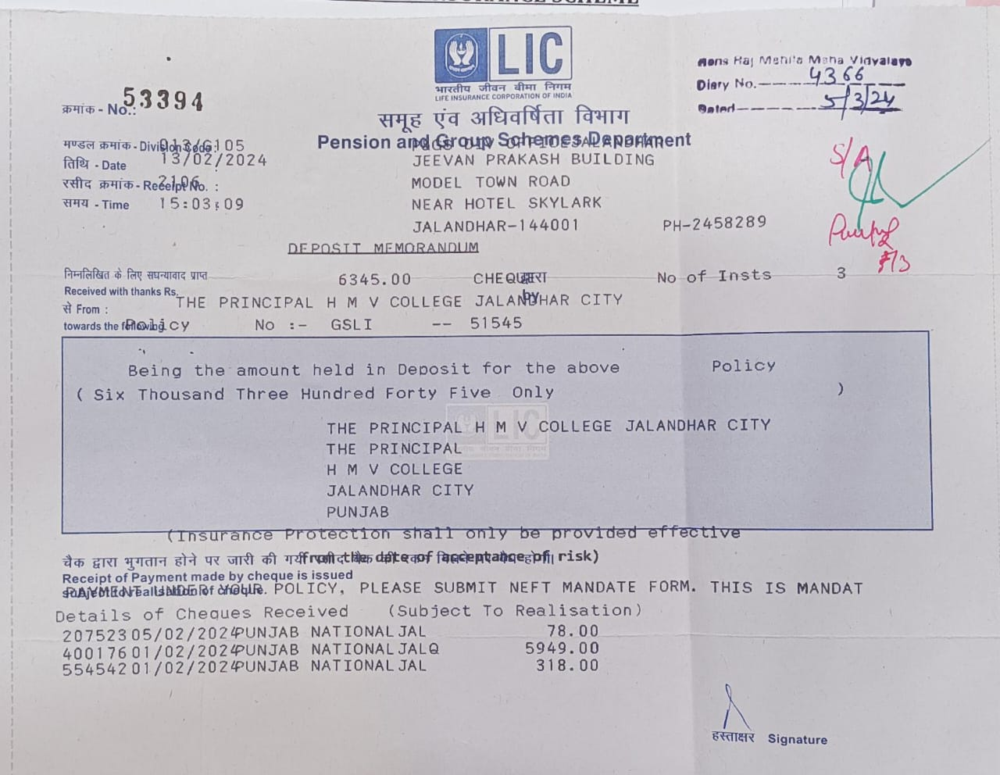 INSURANCE SCHEME
LIC
भारतीय जीवन बीमा निगम
LIFE INSURANCE CORPORATION OF INDIA
Hans Raj Mahila Maha Vidyalaya
Diary No. 4366
Dated 5/3/24
क्रमांक - No.: 53394
समूह एंव अधिवर्षिता विभाग
Pension and Group Schemes Department
मण्डल क्रमांक - Division Code: 013/G105
P&GS DIV OFFICE JALANDHAR
तिथि - Date 13/02/2024
JEEVAN PRAKASH BUILDING
S/A
रसीद क्रमांक - Receipt No. : 2106
MODEL TOWN ROAD
समय - Time 15:03:09
NEAR HOTEL SKYLARK
JALANDHAR-144001 PH-2458289
DEPOSIT MEMORANDUM
निम्नलिखित के लिए सधन्यावाद प्राप्त
Received with thanks Rs. 6345.00 CHEQUE द्वारा by No of Insts 3
से From : THE PRINCIPAL H M V COLLEGE JALANDHAR CITY
towards the following Policy No :- GSLI -- 51545
Being the amount held in Deposit for the above Policy
( Six Thousand Three Hundred Forty Five Only )
LIC
THE PRINCIPAL H M V COLLEGE JALANDHAR CITY
THE PRINCIPAL
H M V COLLEGE
JALANDHAR CITY
PUNJAB
(Insurance Protection shall only be provided effective
from the date of acceptance of risk)
चैक द्वारा भुगतान होने पर जारी की गयी रसीद चैक की रकम मिलने पर वैध होगी।
Receipt of Payment made by cheque is issued
subject to realisation of cheque.
PAYMENT UNDER YOUR POLICY, PLEASE SUBMIT NEFT MANDATE FORM. THIS IS MANDAT
Details of Cheques Received (Subject To Realisation)
207523 05/02/2024 PUNJAB NATIONAL JAL 78.00
400176 01/02/2024 PUNJAB NATIONAL JALQ 5949.00
554542 01/02/2024 PUNJAB NATIONAL JAL 318.00
हस्ताक्षर Signature